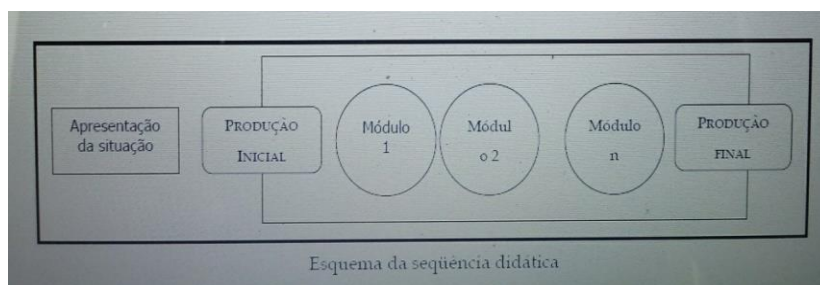 Apresentação
da situação
PRODUÇÃO
INICIAL
Módulo
1
Módul
o 2
Módulo
n
PRODUÇÃO
FINAL
Esquema da seqüência didática